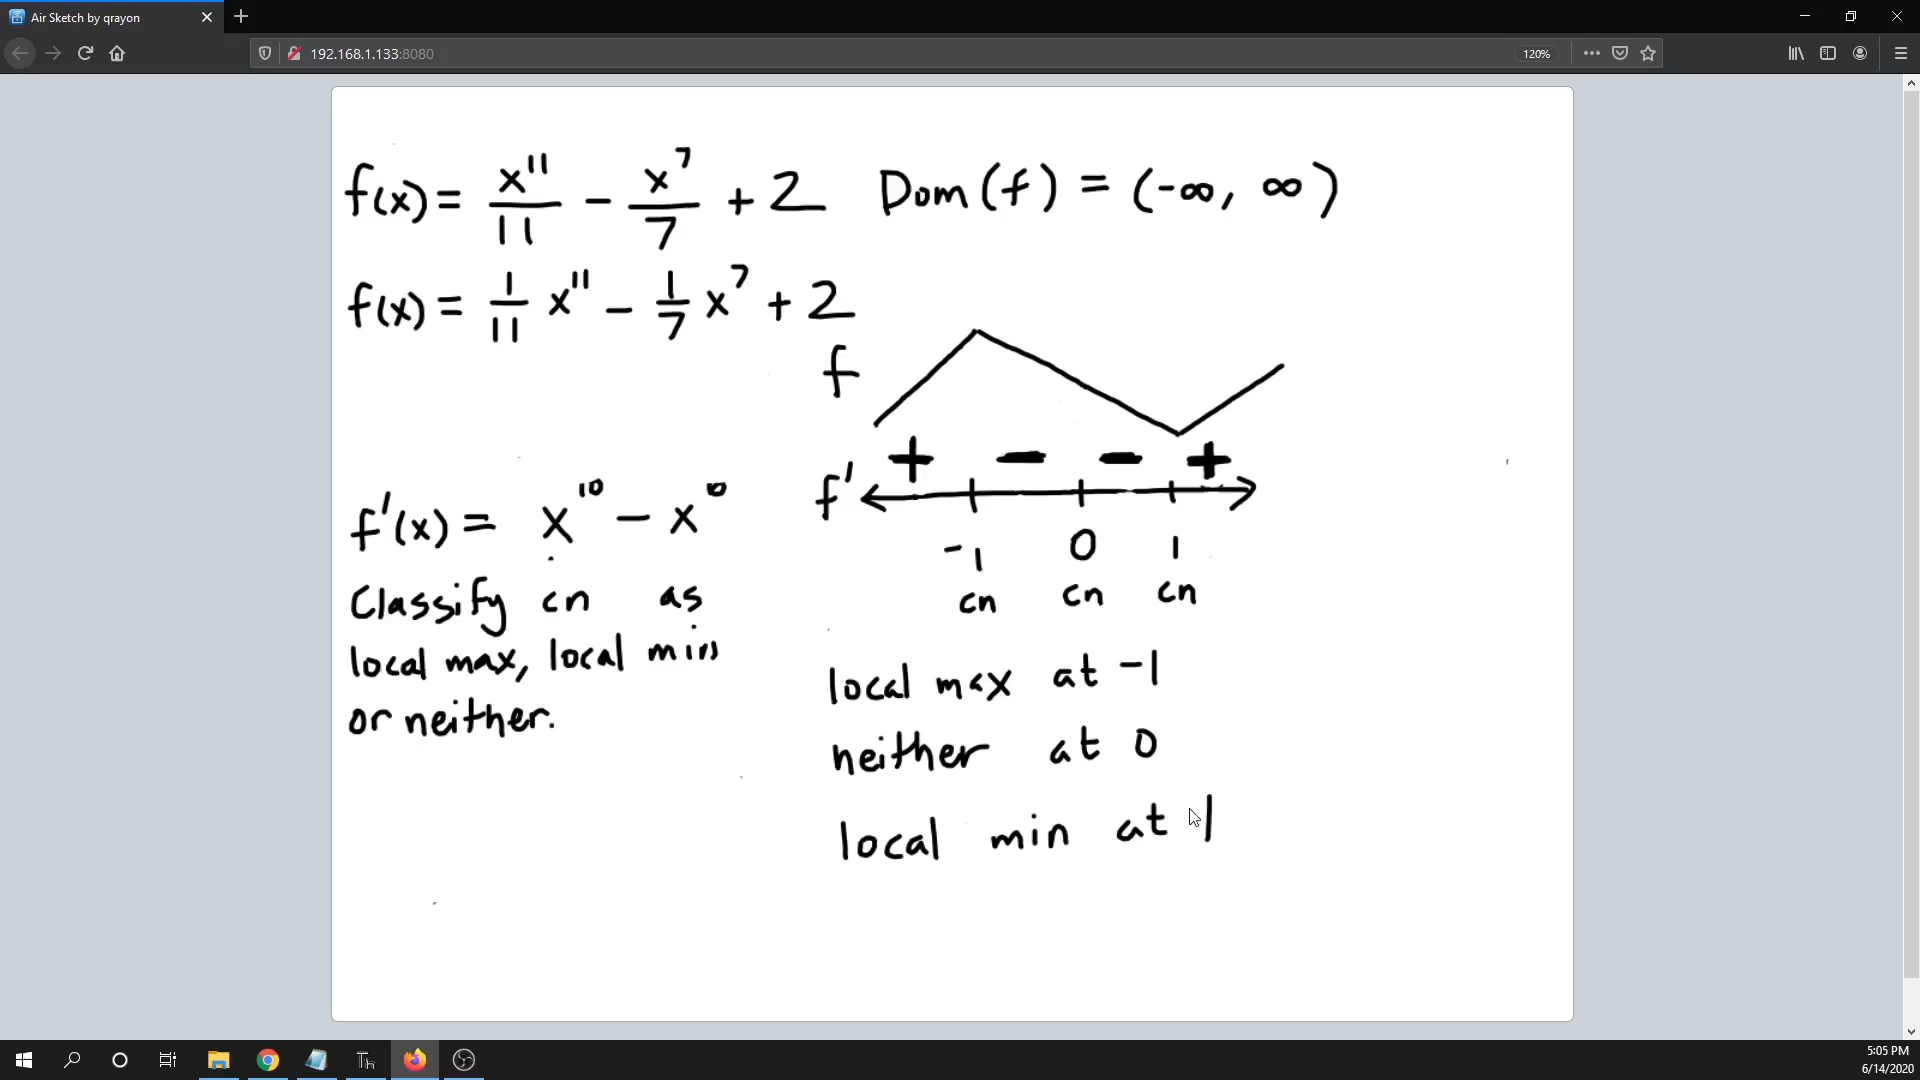 Air Sketch by qrayon
192.168.1.133:8080
120%
f(x) = x^11/11 - x^7/7 + 2 Dom(f) = (-∞, ∞)
f(x) = 1/11 x^11 - 1/7 x^7 + 2
f
+ - - +
f'
-1 0 1
cn cn cn
f'(x) = x^10 - x^0
Classify cn as
local max, local min
or neither.
local max at -1
neither at 0
local min at 1
5:05 PM
6/14/2020